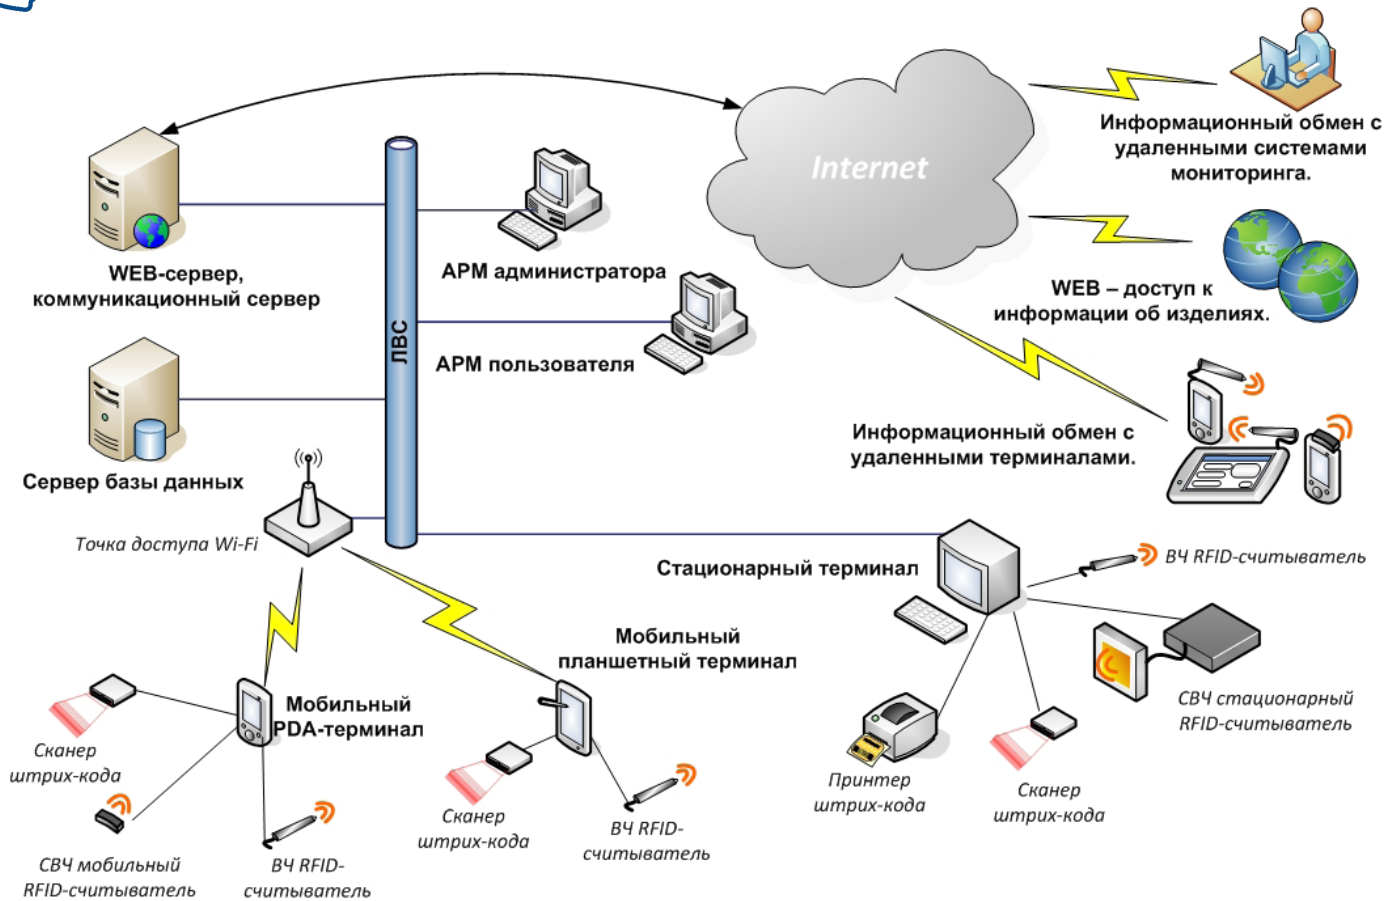 Internet
Информационный обмен с
удаленными системами
мониторинга.
WEB-сервер,
коммуникационный сервер
АРМ администратора
WEB – доступ к
информации об изделиях.
ЛВС
АРМ пользователя
Информационный обмен с
удаленными терминалами.
Сервер базы данных
Точка доступа Wi-Fi
Стационарный терминал
ВЧ RFID-считыватель
Мобильный
планшетный терминал
Мобильный
PDA-терминал
СВЧ стационарный
RFID-считыватель
Сканер
штрих-кода
Сканер
штрих-кода
Принтер
штрих-кода
Сканер
штрих-кода
СВЧ мобильный
RFID-считыватель
ВЧ RFID-
считыватель
ВЧ RFID-
считыватель